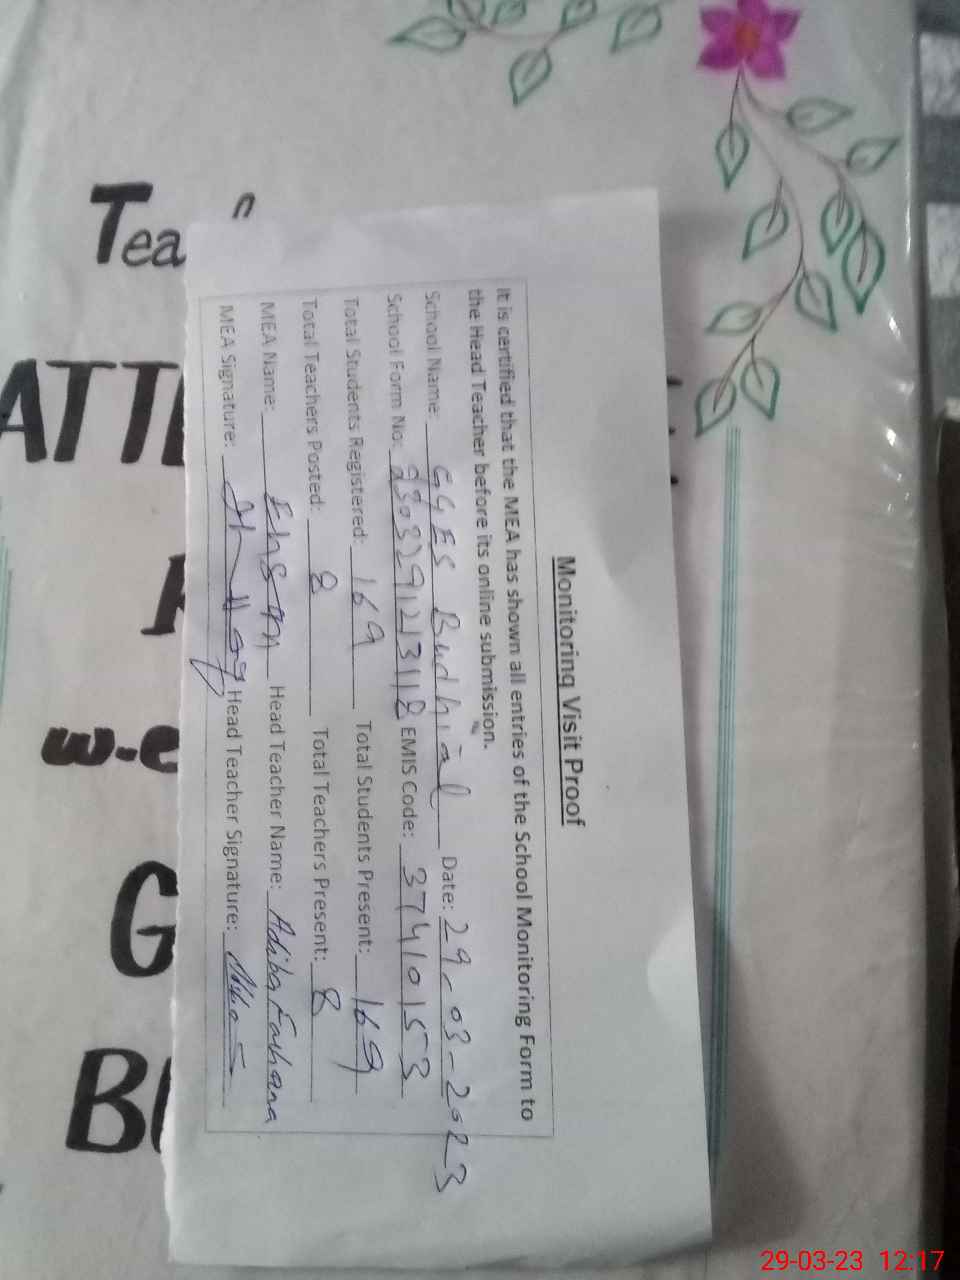 Monitoring Visit Proof
It is certified that the MEA has shown all entries of the School Monitoring Form to
the Head Teacher before its online submission.
School Name: GGES Budhial Date: 29-03-2023
School Form No: EMIS Code: 37410153
Total Students Registered: 169 Total Students Present: 169
Total Teachers Posted: 8 Total Teachers Present: 8
MEA Name: Ehsan Head Teacher Name: Adiba Farhana
MEA Signature: Head Teacher Signature:
Tea
ATT
w-e
G
B
29-03-23 12:17